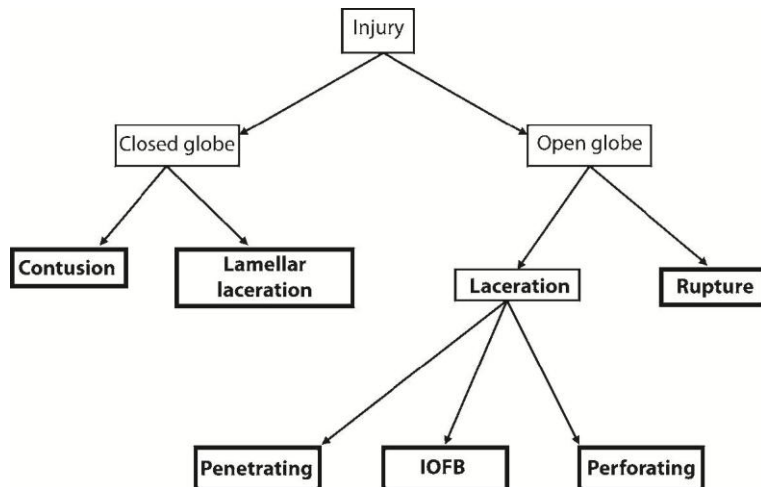 Injury
Closed globe
Open globe
Contusion
Lamellar
laceration
Laceration
Rupture
Penetrating
IOFB
Perforating